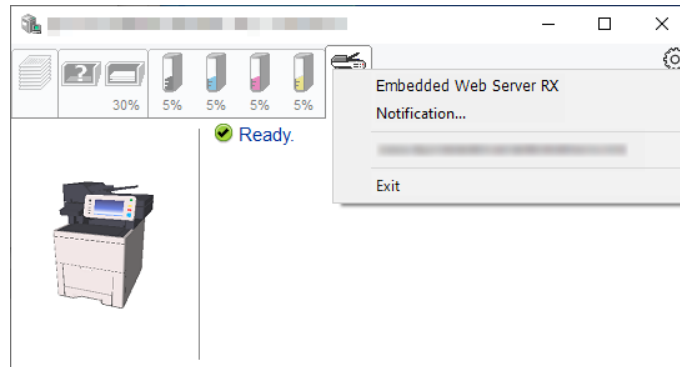 ?
30%
5%
5%
5%
5%
Ready.
Embedded Web Server RX
Notification...
Exit